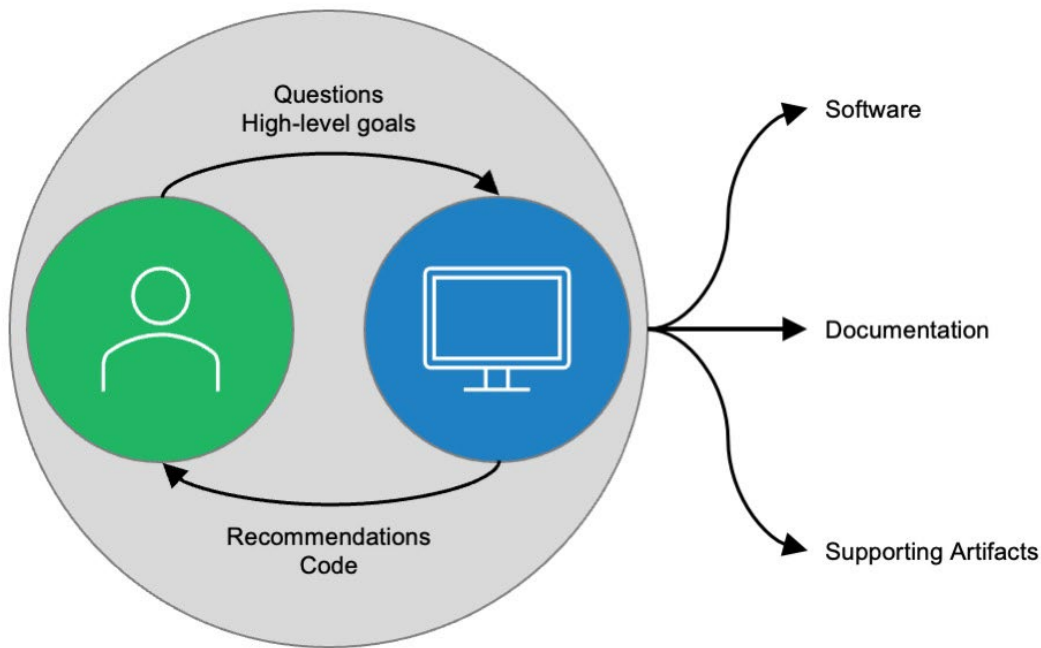 Questions
High-level goals
Software
Documentation
Recommendations
Code
Supporting Artifacts